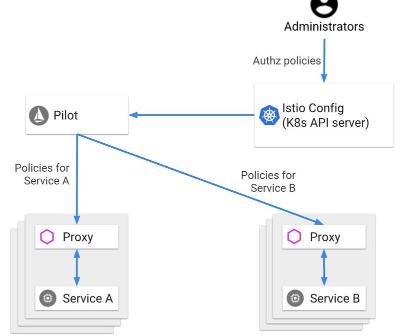 Administrators
Authz policies
Istio Config
(K8s API server)
Pilot
Policies for
Service A
Policies for
Service B
Proxy
Proxy
Service A
Service B